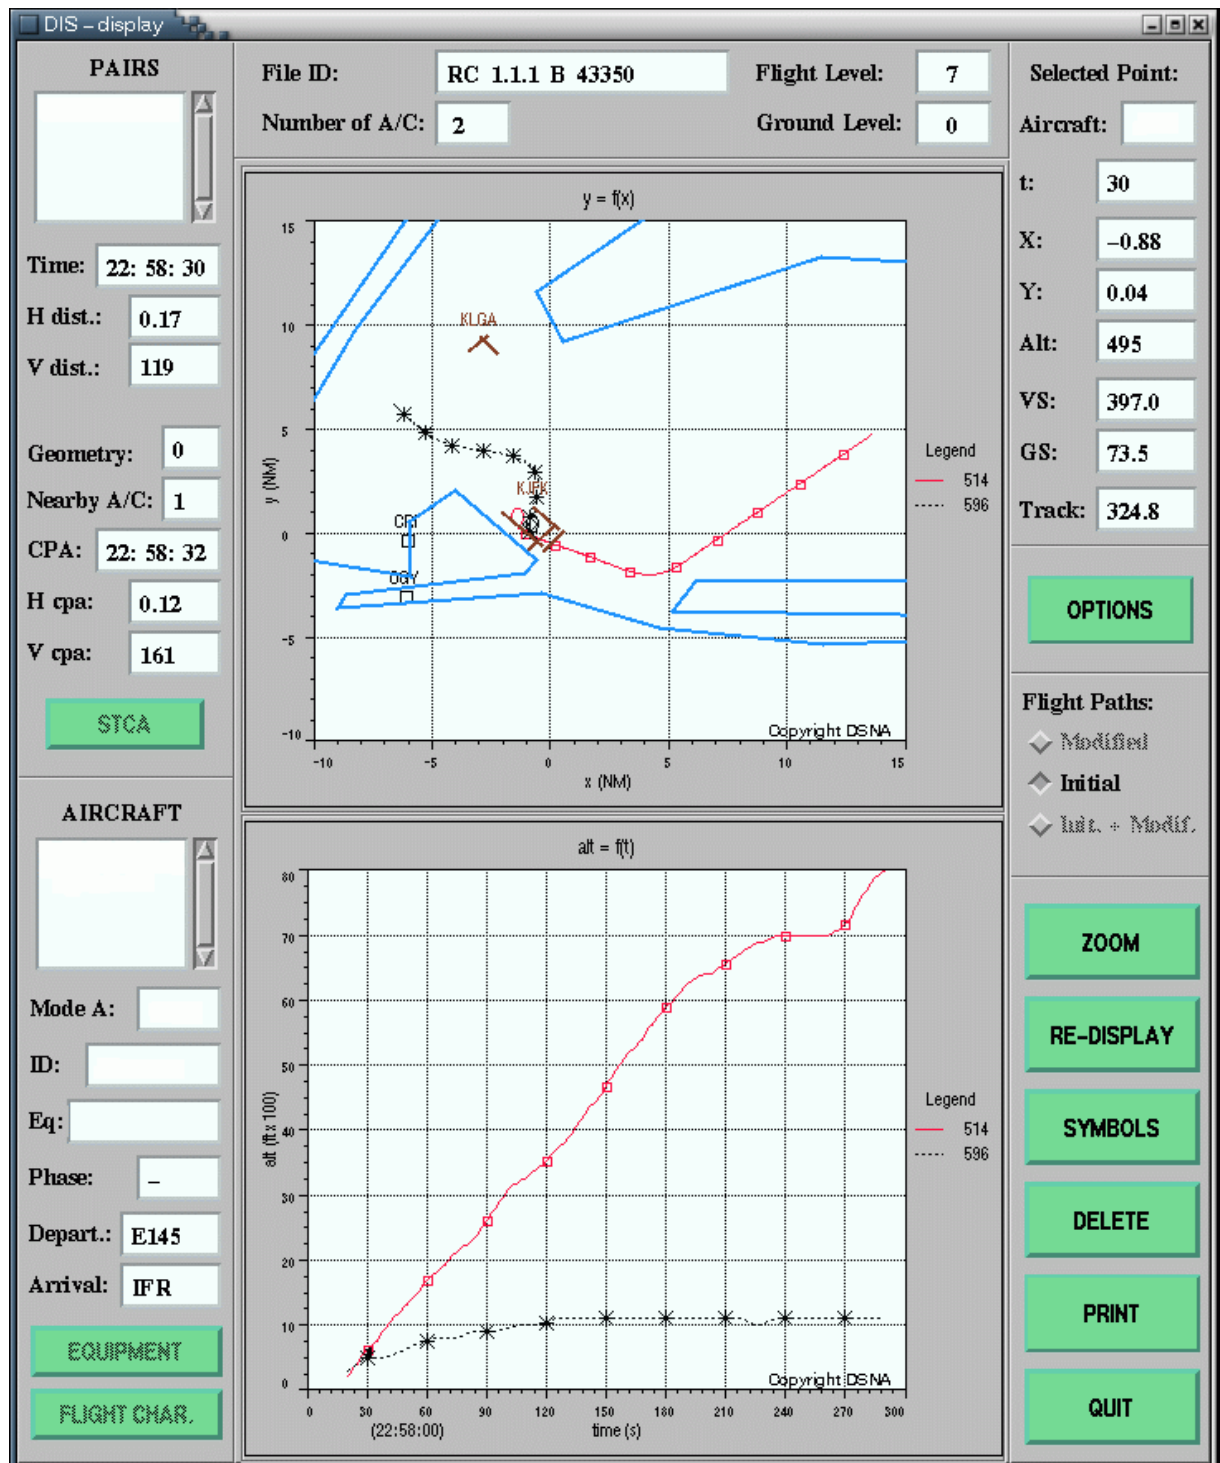 DIS – display
PAIRS
Time: 22: 58: 30
H dist.: 0.17
V dist.: 119
Geometry: 0
Nearby A/C: 1
CPA: 22: 58: 32
H cpa: 0.12
V cpa: 161
STCA
AIRCRAFT
Mode A:
ID:
Eq:
Phase: –
Depart.: E145
Arrival: IFR
EQUIPMENT
FLIGHT CHAR.
File ID: RC 1.1.1 B 43350
Flight Level: 7
Number of A/C: 2
Ground Level: 0
y = f(x)
15
10
5
0
-5
-10
y (NM)
KLGA
KJFK
CRI
OGY
Copyright DSNA
-10 -5 0 5 10 15
x (NM)
Legend
514
596
alt = f(t)
80
70
60
50
40
30
20
10
0
alt (ft x 100)
Copyright DSNA
0 30 60 90 120 150 180 210 240 270 300
(22:58:00)
time (s)
Legend
514
596
Selected Point:
Aircraft:
t: 30
X: –0.88
Y: 0.04
Alt: 495
VS: 397.0
GS: 73.5
Track: 324.8
OPTIONS
Flight Paths:
Modified
Initial
Init. + Modif.
ZOOM
RE–DISPLAY
SYMBOLS
DELETE
PRINT
QUIT